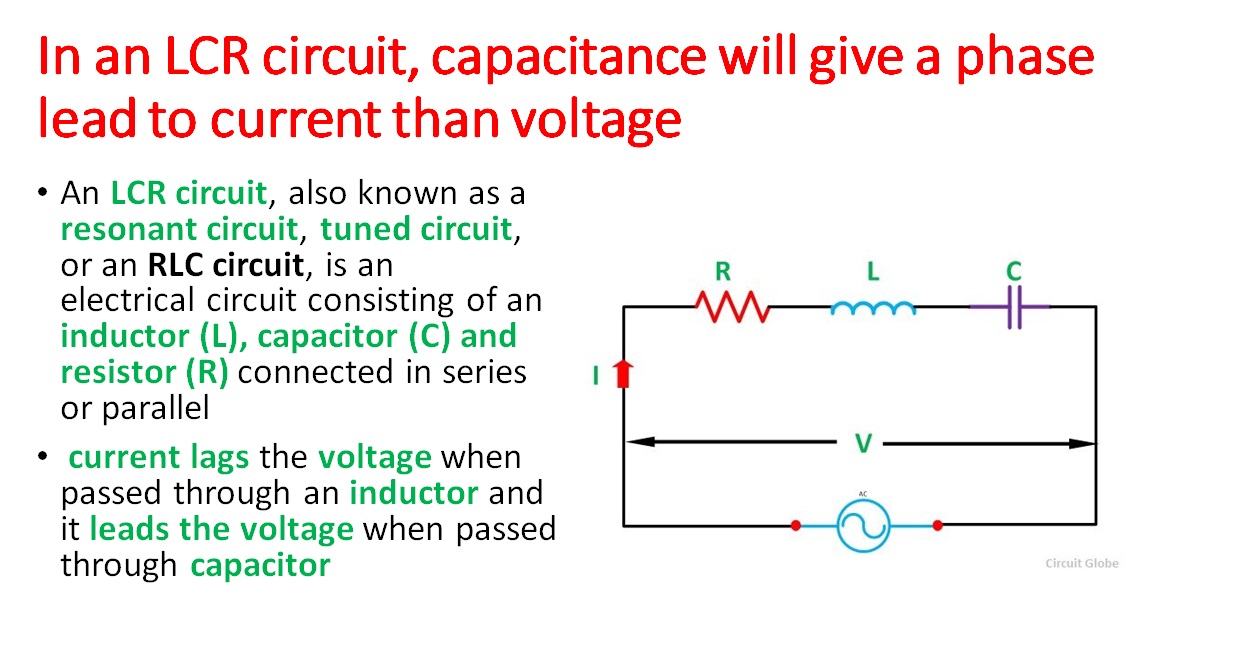 In an LCR circuit, capacitance will give a phase
lead to current than voltage
• An LCR circuit, also known as a
resonant circuit, tuned circuit,
or an RLC circuit, is an
electrical circuit consisting of an
inductor (L), capacitor (C) and
resistor (R) connected in series
or parallel
• current lags the voltage when
passed through an inductor and
it leads the voltage when passed
through capacitor
R L C
I
V
AC
Circuit Globe